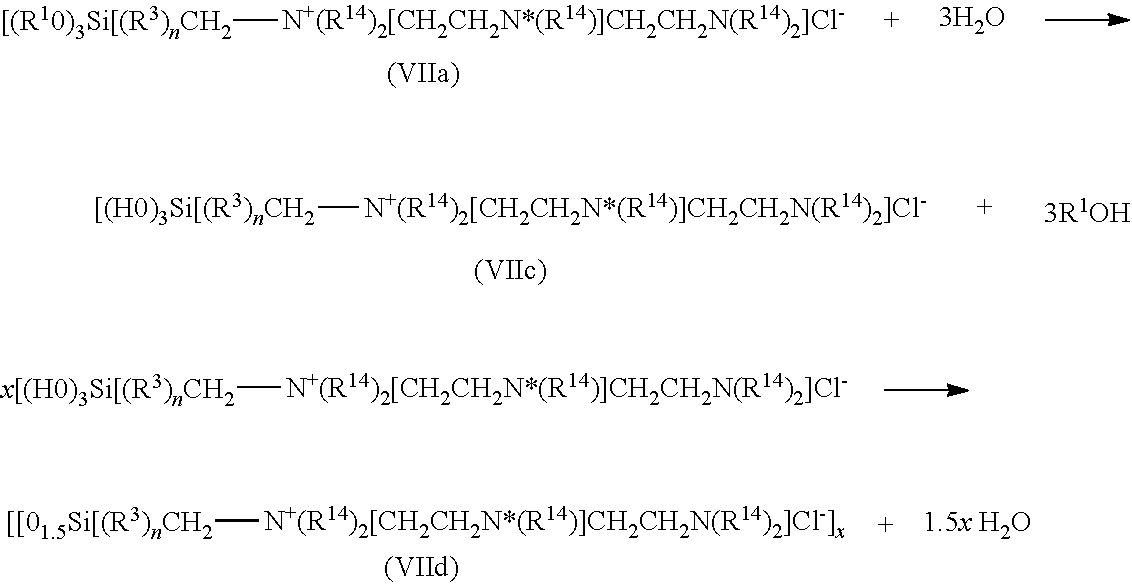 [(R¹0)₃Si[(R³)ₙCH₂—N⁺(R¹⁴)₂[CH₂CH₂N*(R¹⁴)]CH₂CH₂N(R¹⁴)₂]Cl⁻ + 3H₂O ⟶
(VIIa)
[(H0)₃Si[(R³)ₙCH₂—N⁺(R¹⁴)₂[CH₂CH₂N*(R¹⁴)]CH₂CH₂N(R¹⁴)₂]Cl⁻ + 3R¹OH
(VIIc)
x[(H0)₃Si[(R³)ₙCH₂—N⁺(R¹⁴)₂[CH₂CH₂N*(R¹⁴)]CH₂CH₂N(R¹⁴)₂]Cl⁻ ⟶
[[0₁.₅Si[(R³)ₙCH₂—N⁺(R¹⁴)₂[CH₂CH₂N*(R¹⁴)]CH₂CH₂N(R¹⁴)₂]Cl⁻]ₓ + 1.5x H₂O
(VIId)